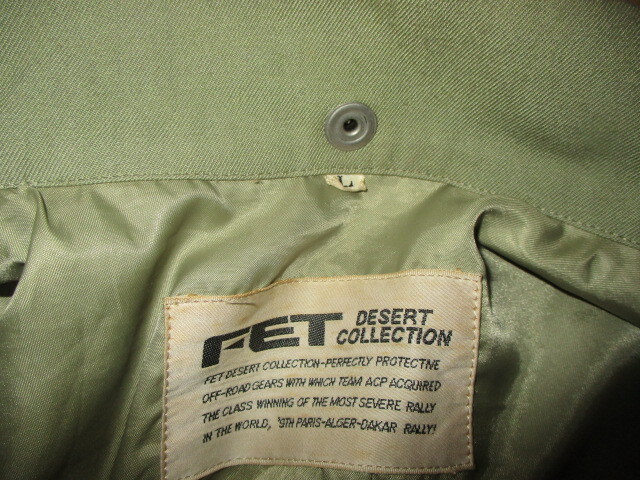 L
FET DESERT
COLLECTION
FET DESERT COLLECTION-PERFECTLY PROTECTIVE
OFF-ROAD GEARS WITH WHICH TEAM ACP ACQUIRED
THE CLASS WINNING OF THE MOST SEVERE RALLY
IN THE WORLD, '9TH PARIS-ALGER-DAKAR RALLY!